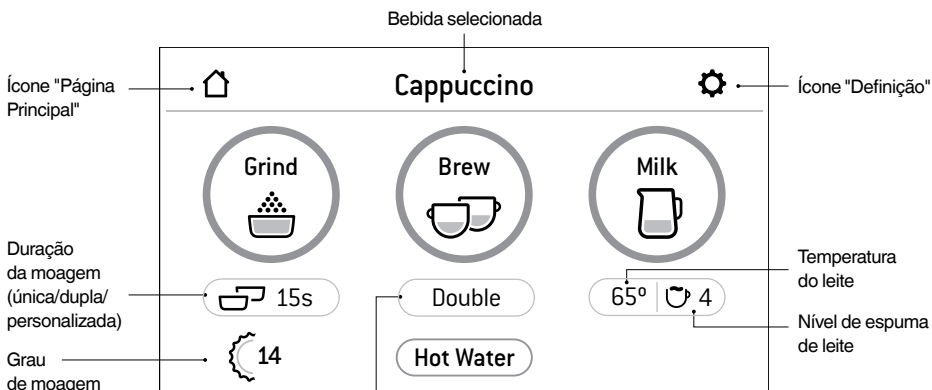 Bebida selecionada
Ícone "Página
Principal"
Cappuccino
Ícone "Definição"
Grind
Brew
Milk
Duração
da moagem
(única/dupla/
personalizada)
15s
Double
65º
4
Temperatura
do leite
Nível de espuma
de leite
Grau
de moagem
14
Hot Water